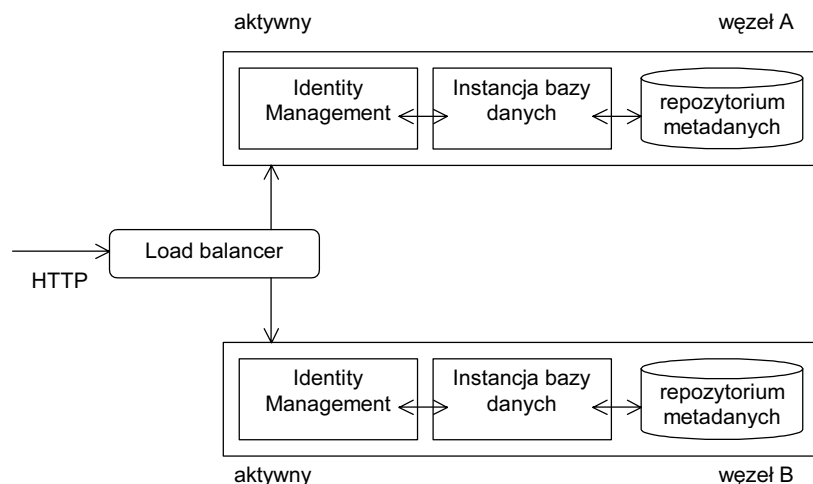 aktywny
węzeł A
Identity
Management
Instancja bazy
danych
repozytorium
metadanych
Load balancer
HTTP
Identity
Management
Instancja bazy
danych
repozytorium
metadanych
aktywny
węzeł B